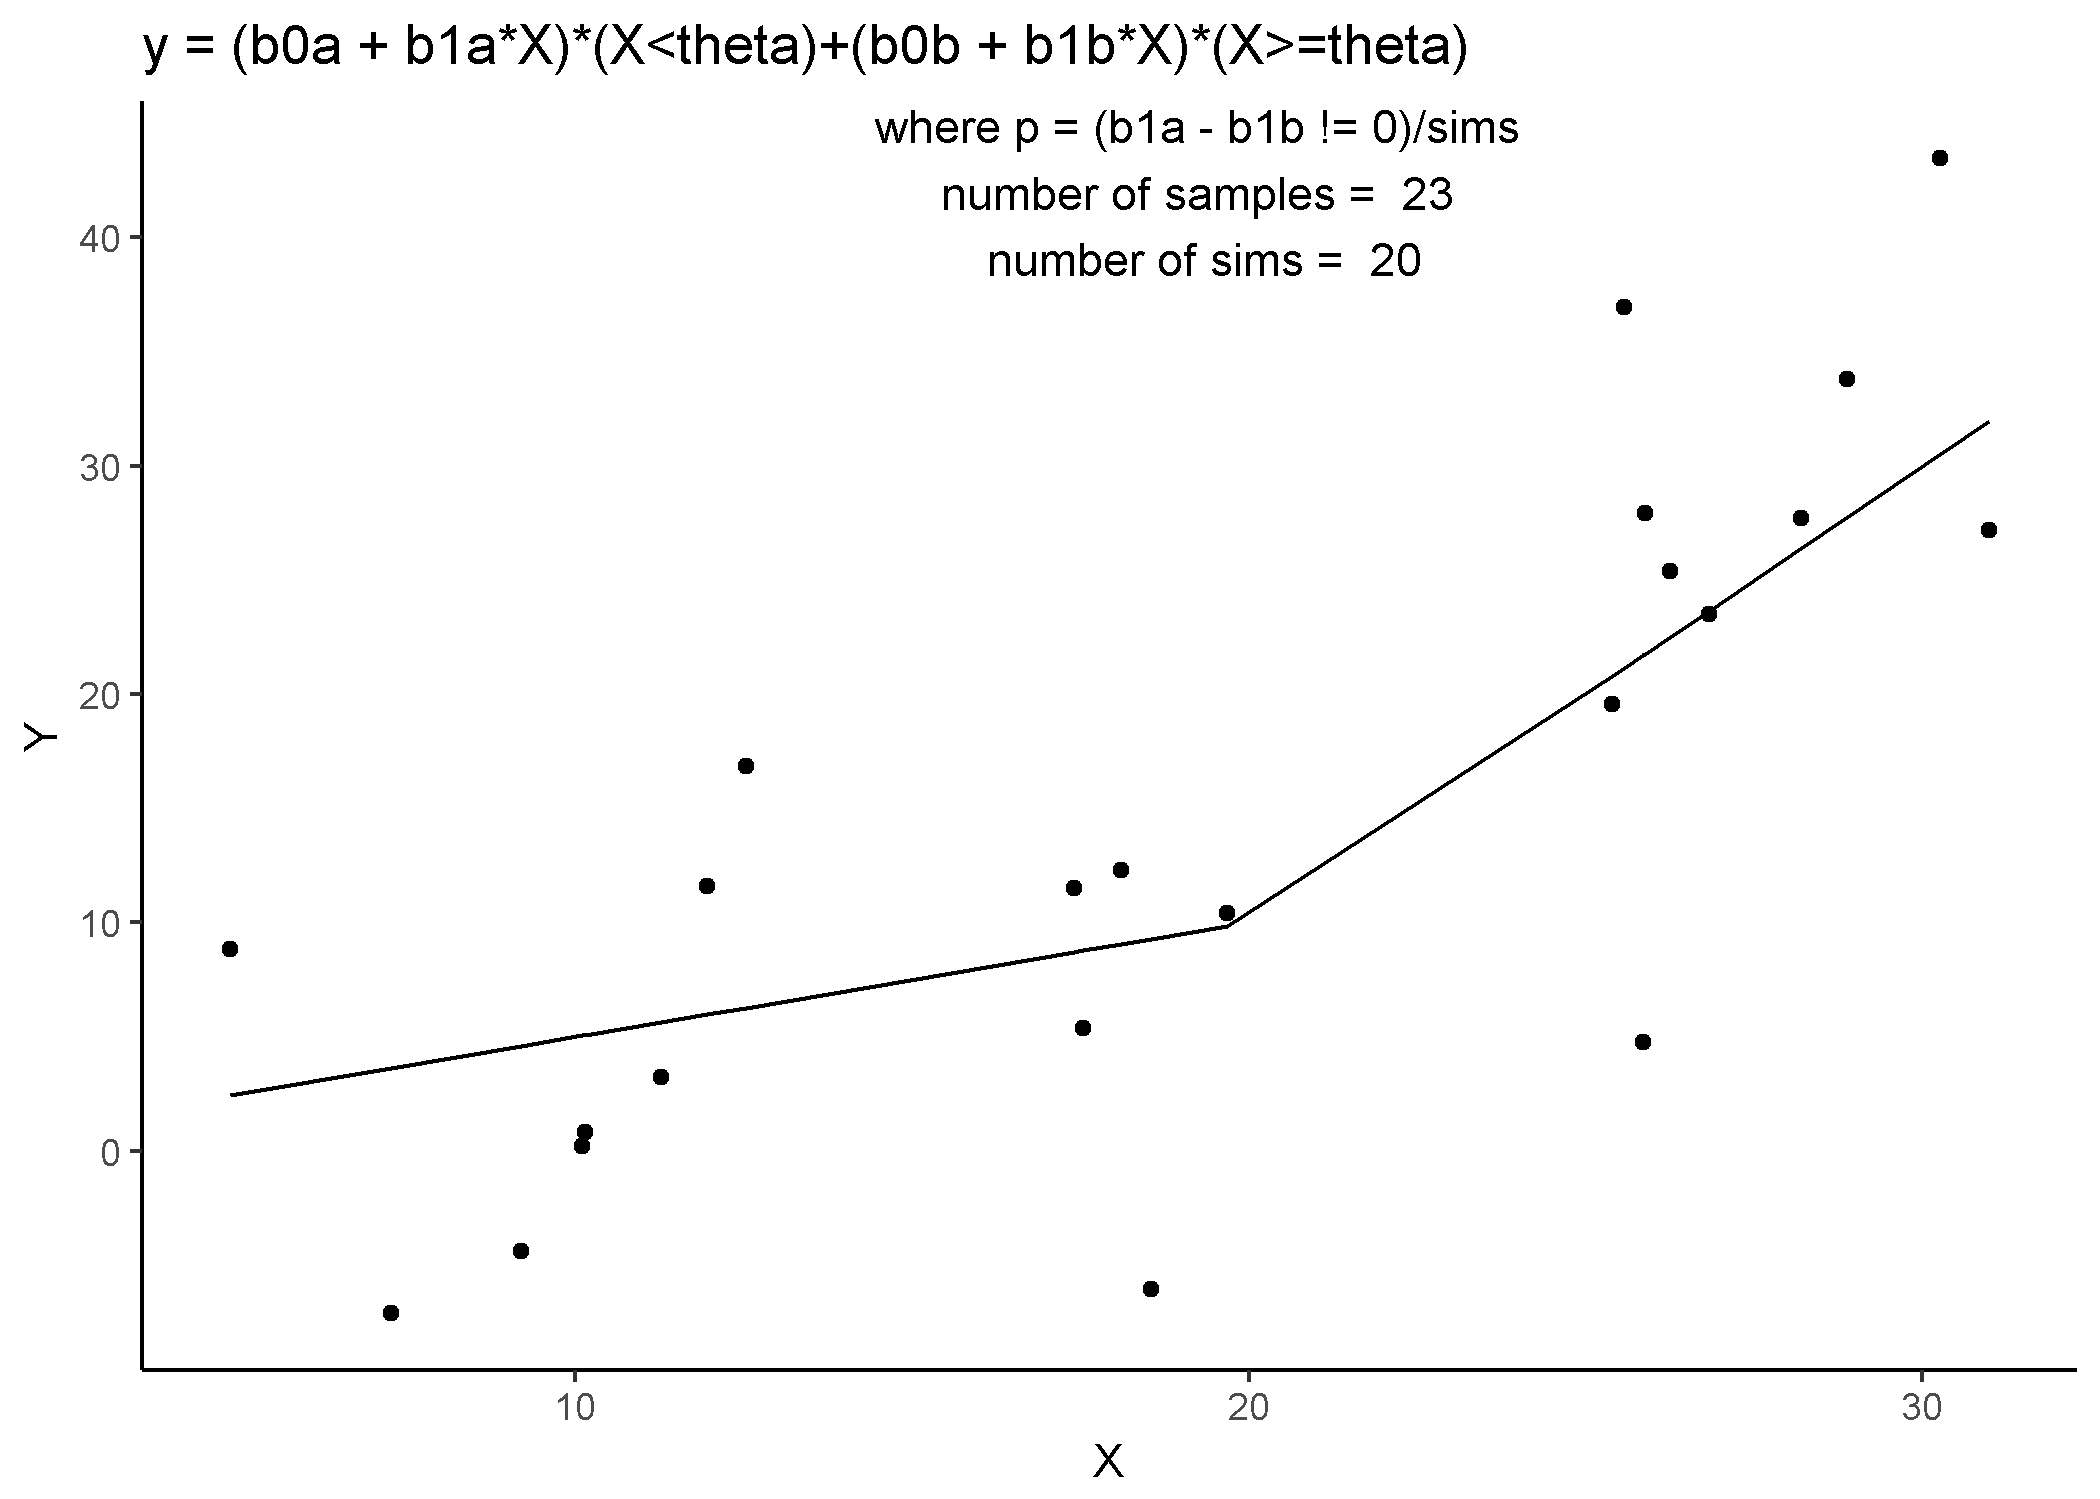 y = (b0a + b1a*X)*(X<theta)+(b0b + b1b*X)*(X>=theta)
where p = (b1a - b1b != 0)/sims
number of samples =  23
number of sims =  20
40
30
20
10
0
Y
10
20
30
X